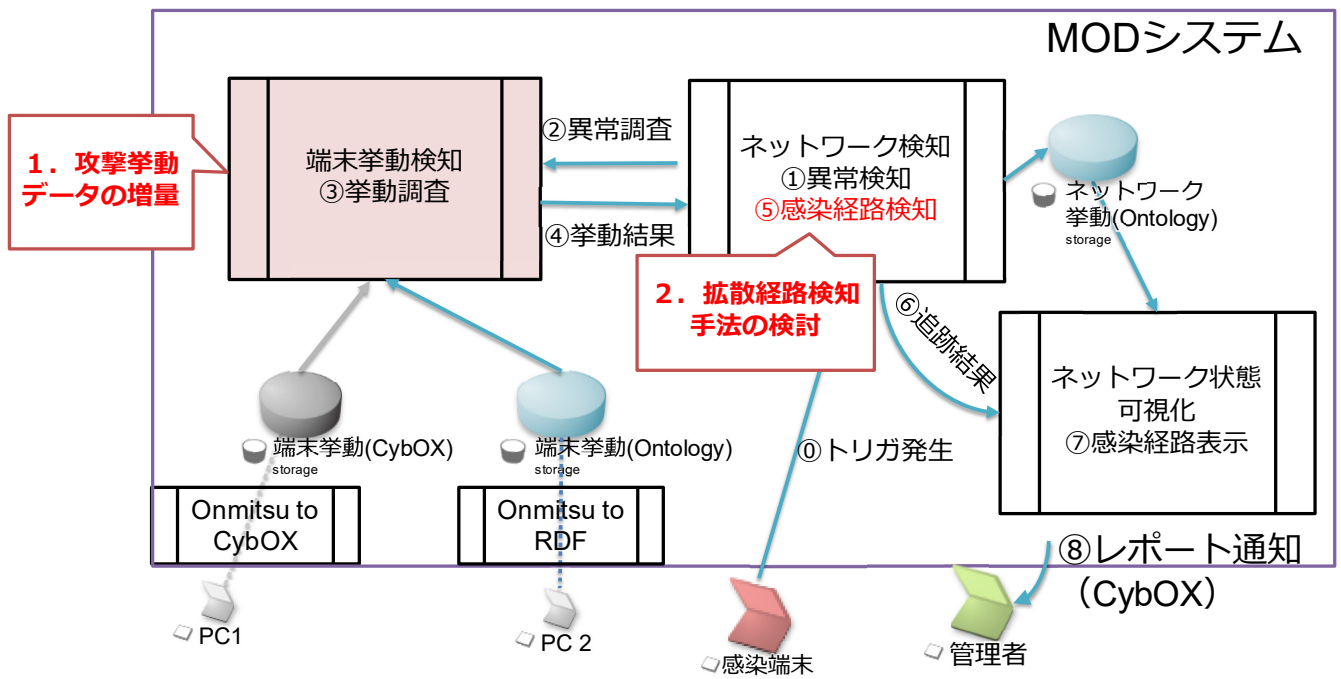 MODシステム
1．攻撃挙動
データの増量
端末挙動検知
③挙動調査
②異常調査
④挙動結果
ネットワーク検知
①異常検知
⑤感染経路検知
2．拡散経路検知
手法の検討
ネットワーク
挙動(Ontology)
storage
⑥追跡結果
ネットワーク状態
可視化
⑦感染経路表示
端末挙動(CybOX)
storage
端末挙動(Ontology)
storage
⓪トリガ発生
Onmitsu to
CybOX
Onmitsu to
RDF
⑧レポート通知
（CybOX）
PC1
PC 2
感染端末
管理者